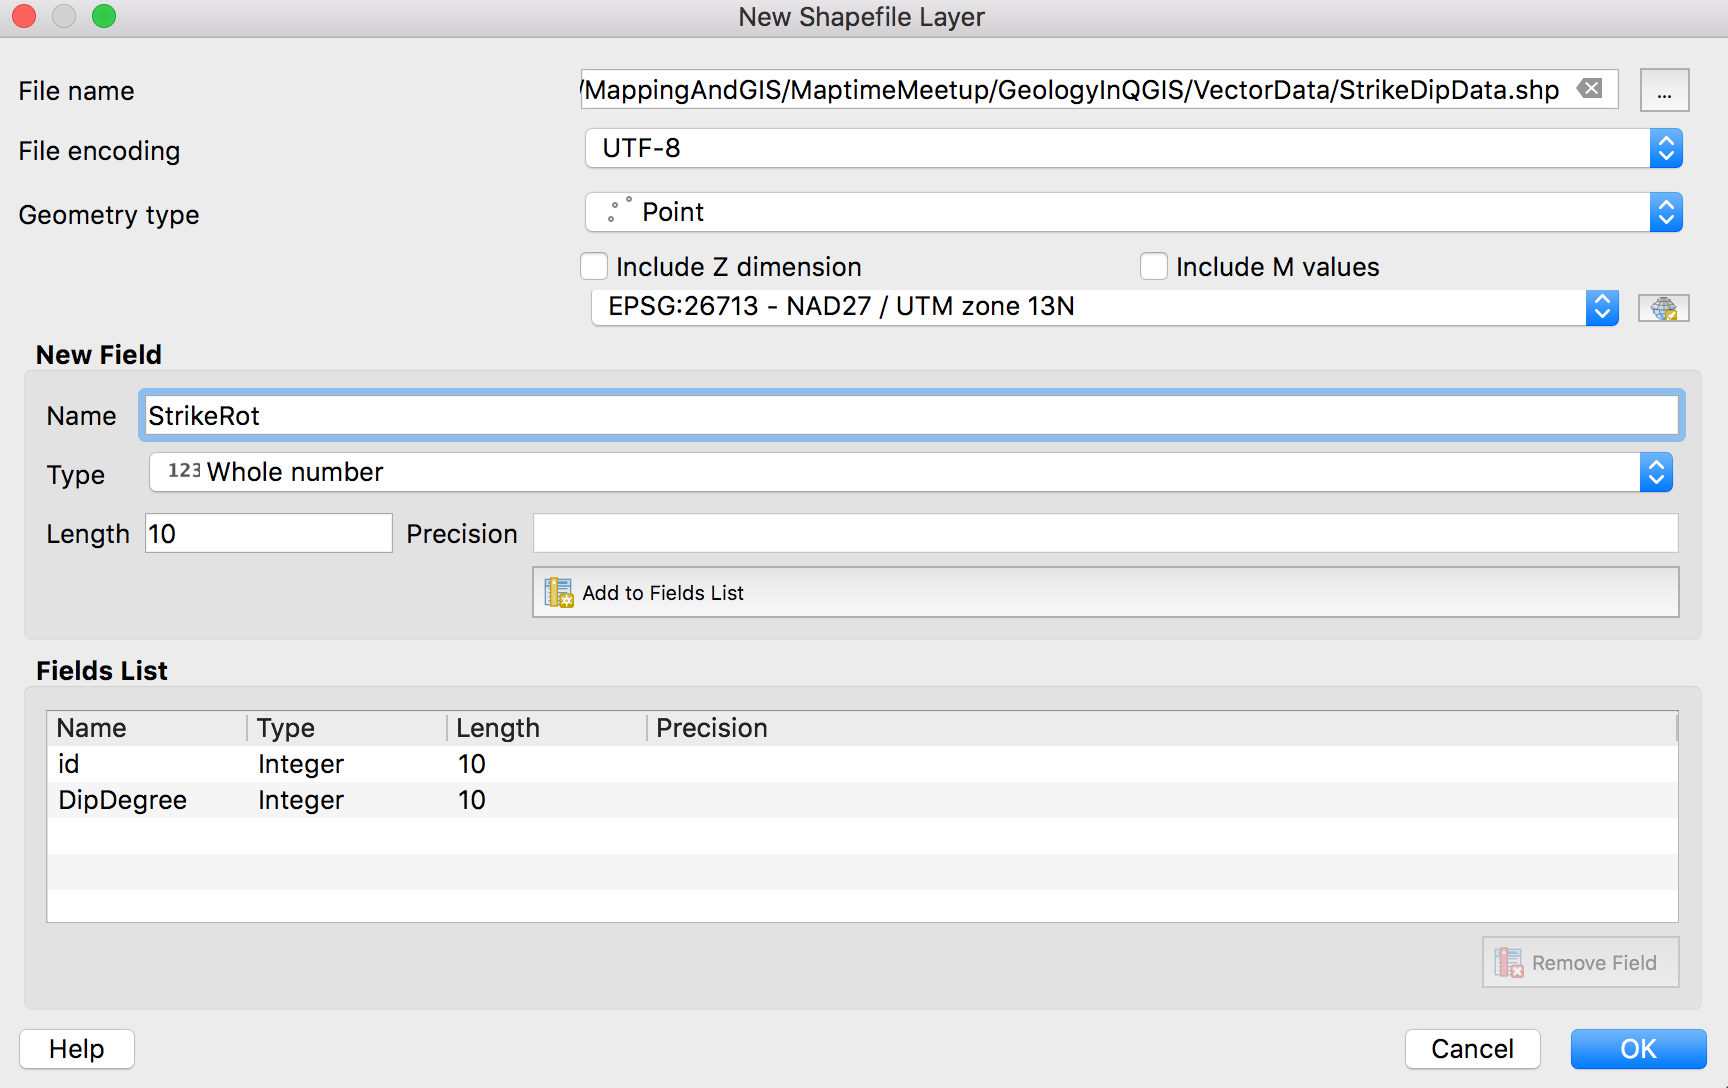 New Shapefile Layer
File name /MappingAndGIS/MaptimeMeetup/GeologyInQGIS/VectorData/StrikeDipData.shp ...
File encoding UTF-8
Geometry type Point
Include Z dimension Include M values
EPSG:26713 - NAD27 / UTM zone 13N
New Field
Name StrikeRot
Type 123 Whole number
Length 10 Precision
Add to Fields List
Fields List
Name Type Length Precision
id Integer 10
DipDegree Integer 10
Remove Field
Help Cancel OK